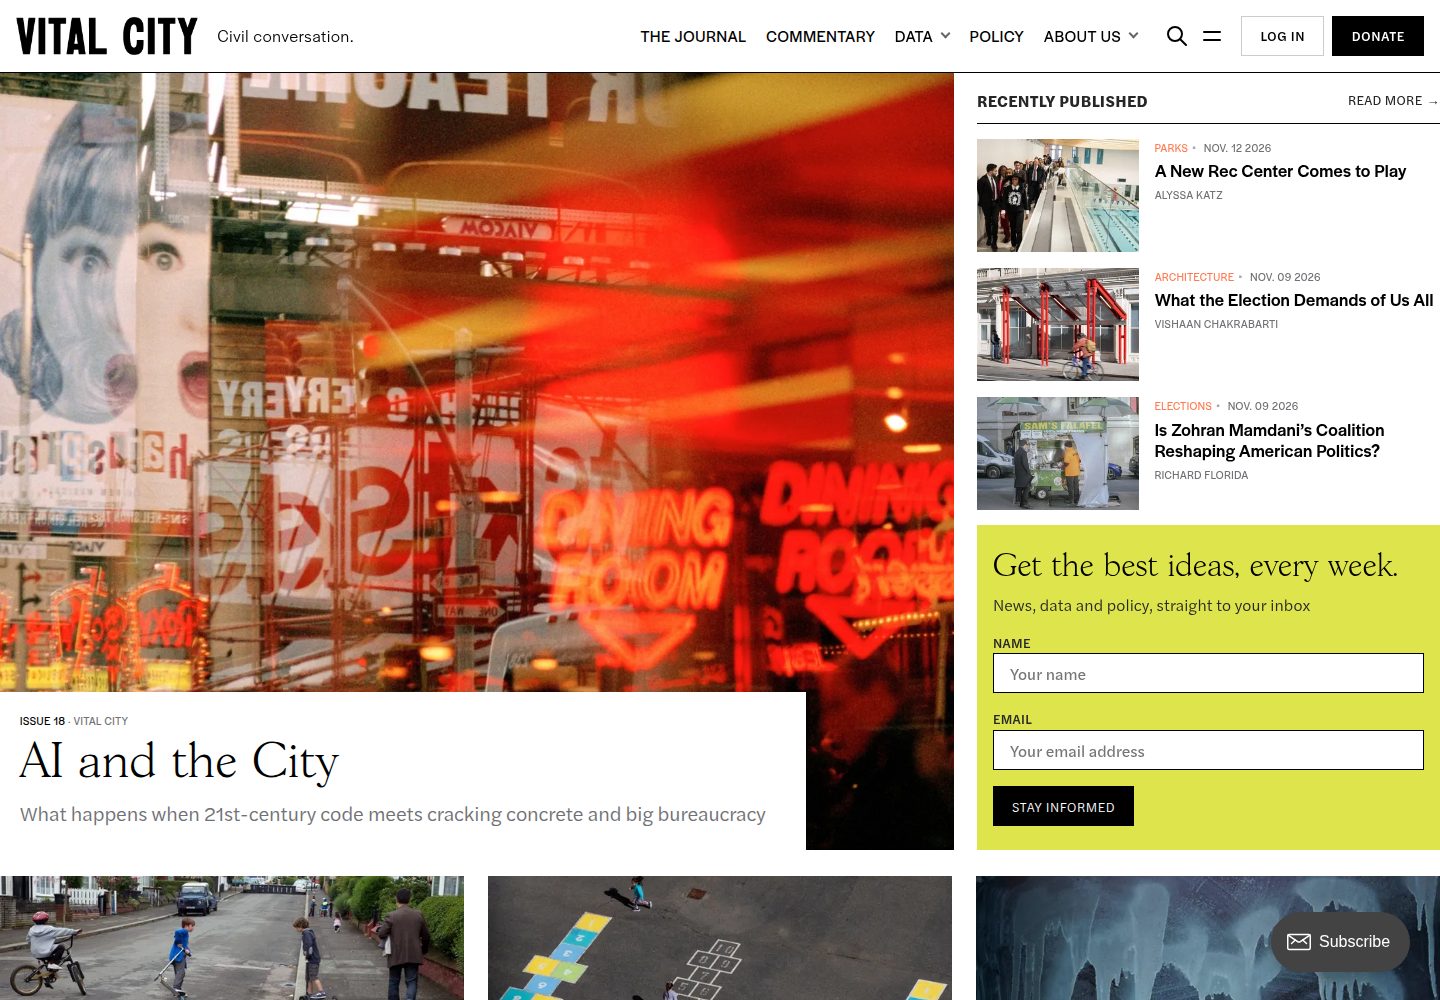 VITAL CITY
Civil conversation.
THE JOURNAL
COMMENTARY
DATA
POLICY
ABOUT US
LOG IN
DONATE
VIACOM
DINING
ROOM
DINING
ONE WAY
ISSUE 18 - VITAL CITY
AI and the City
What happens when 21st-century code meets cracking concrete and big bureaucracy
RECENTLY PUBLISHED
READ MORE →
PARKS • NOV. 12 2026
A New Rec Center Comes to Play
ALYSSA KATZ
ARCHITECTURE • NOV. 09 2026
What the Election Demands of Us All
VISHAAN CHAKRABARTI
SAM'S FALAFEL
ELECTIONS • NOV. 09 2026
Is Zohran Mamdani’s Coalition
Reshaping American Politics?
RICHARD FLORIDA
Get the best ideas, every week.
News, data and policy, straight to your inbox
NAME
Your name
EMAIL
Your email address
STAY INFORMED
Subscribe